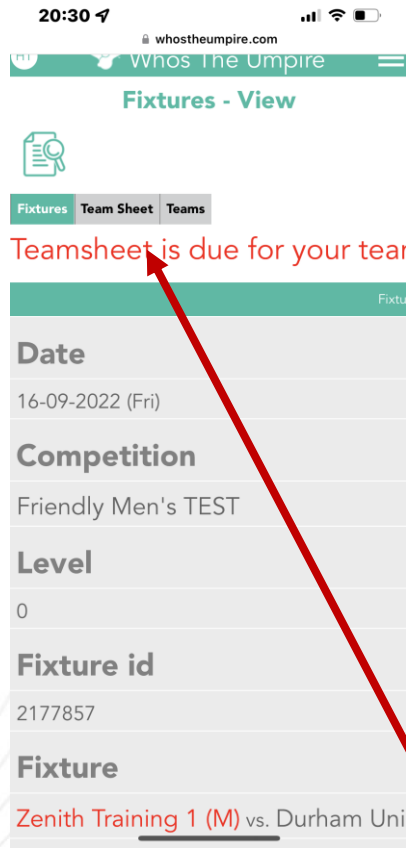 20:30
whostheumpire.com
Whos The Umpire
Fixtures - View
Fixtures Team Sheet Teams
Teamsheet is due for your
Date
16-09-2022 (Fri)
Competition
Friendly Men's TEST
Level
0
Fixture id
2177857
Fixture
Zenith Training 1 (M) vs. Durham Uni